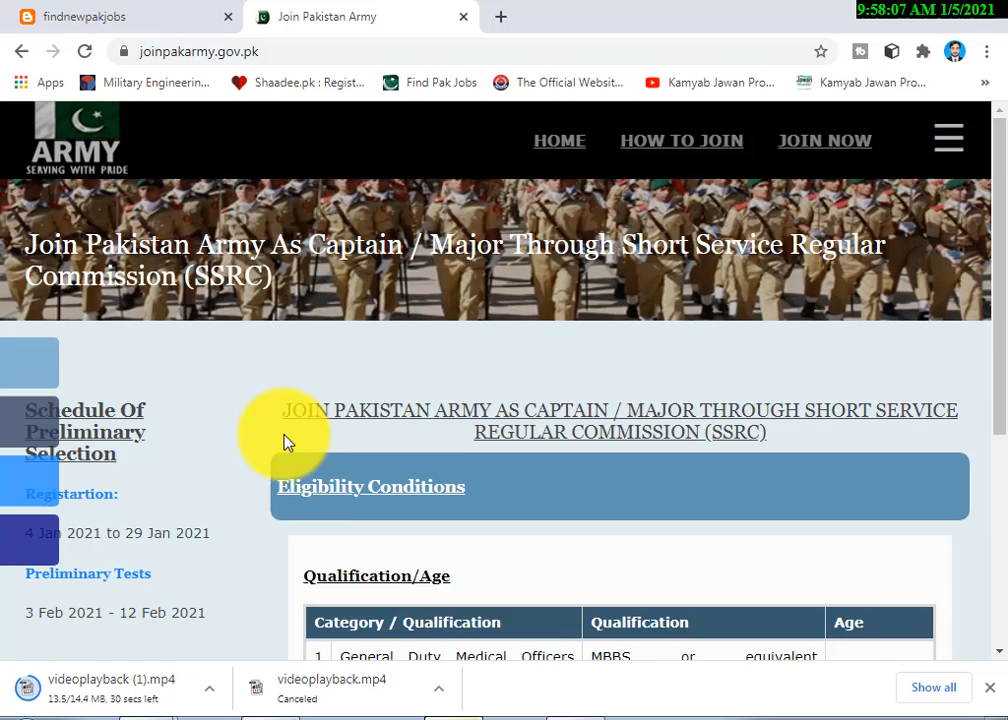 9:58:07 AM 1/5/2021
findnewpakjobs
Join Pakistan Army
joinpakarmy.gov.pk
Apps
Military Engineerin...
Shaadee.pk : Regist...
Find Pak Jobs
The Official Websit...
Kamyab Jawan Pro...
Kamyab Jawan Pro...
ARMY
SERVING WITH PRIDE
HOME
HOW TO JOIN
JOIN NOW
Join Pakistan Army As Captain / Major Through Short Service Regular
Commission (SSRC)
Schedule Of
Preliminary
Selection
Registartion:
4 Jan 2021 to 29 Jan 2021
Preliminary Tests
3 Feb 2021 - 12 Feb 2021
JOIN PAKISTAN ARMY AS CAPTAIN / MAJOR THROUGH SHORT SERVICE
REGULAR COMMISSION (SSRC)
Eligibility Conditions
Qualification/Age
Category / Qualification
Qualification
Age
1 General Duty Medical Officers
MBBS or equivalent
videoplayback (1).mp4
13.5/14.4 MB, 30 secs left
videoplayback.mp4
Canceled
Show all